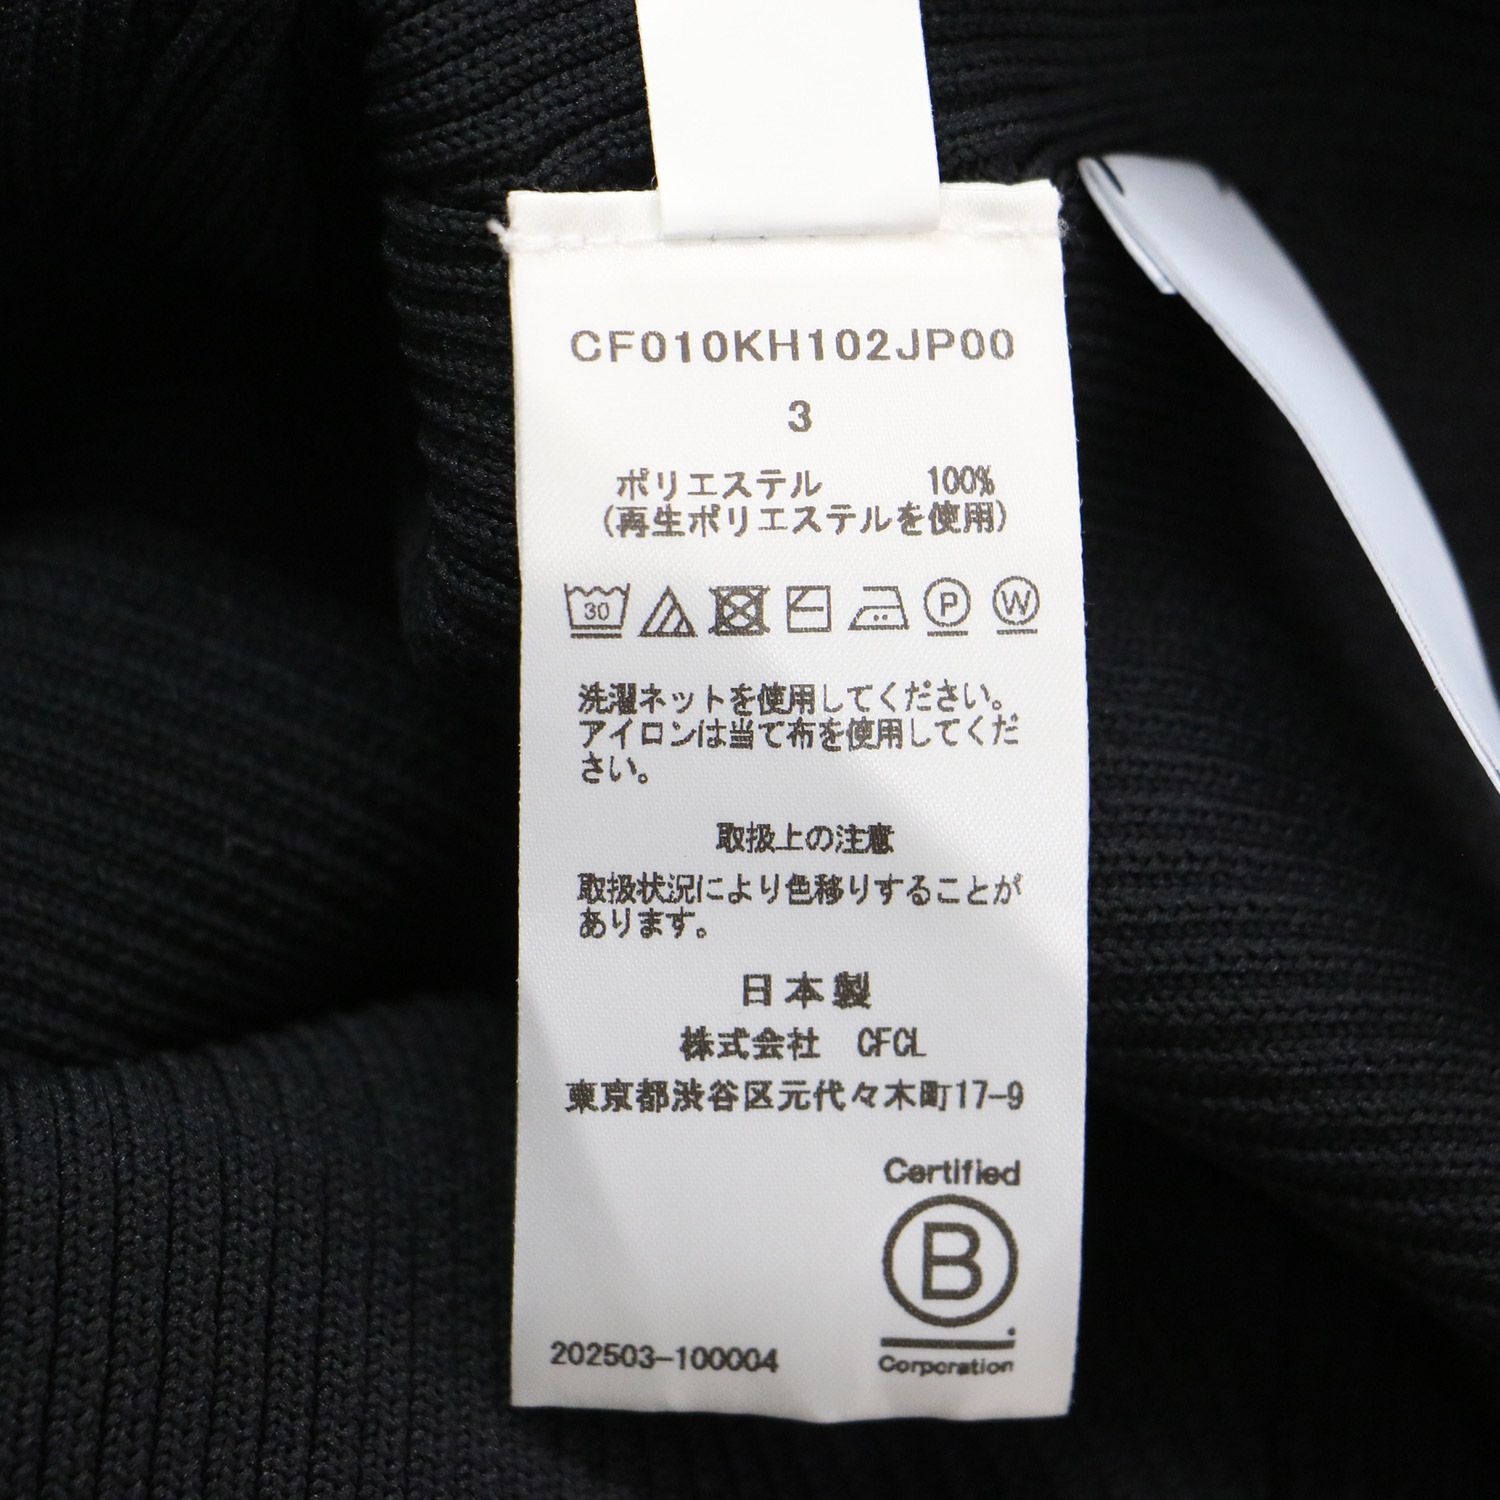 CF010KH102JP00
3
ポリエステル 100%
(再生ポリエステルを使用)
30 P W
洗濯ネットを使用してください。
アイロンは当て布を使用してくだ
さい。
取扱上の注意
取扱状況により色移りすることが
あります。
日本製
株式会社 CFCL
東京都渋谷区元代々木町17-9
Certified
B
Corporation
202503-100004